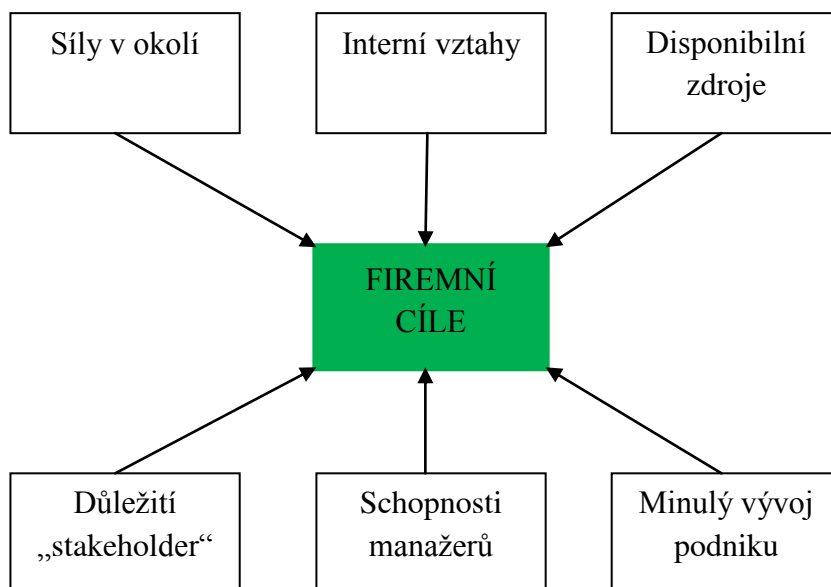 Síly v okolí
Interní vztahy
Disponibilní
zdroje
FIREMNÍ
CÍLE
Důležití
„stakeholder“
Schopnosti
manažerů
Minulý vývoj
podniku